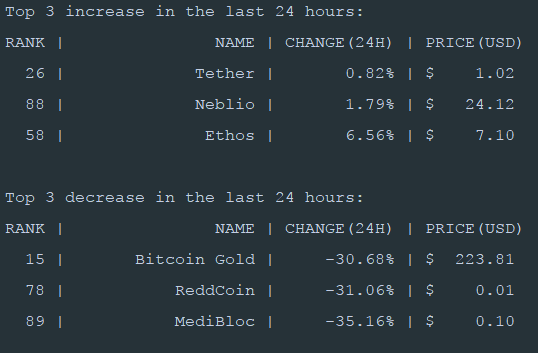 Top 3 increase in the last 24 hours:
RANK |                NAME | CHANGE(24H) | PRICE(USD)
  26 |              Tether |       0.82% | $    1.02
  88 |              Neblio |       1.79% | $   24.12
  58 |               Ethos |       6.56% | $    7.10

Top 3 decrease in the last 24 hours:
RANK |                NAME | CHANGE(24H) | PRICE(USD)
  15 |        Bitcoin Gold |     -30.68% | $  223.81
  78 |            ReddCoin |     -31.06% | $    0.01
  89 |            MediBloc |     -35.16% | $    0.10